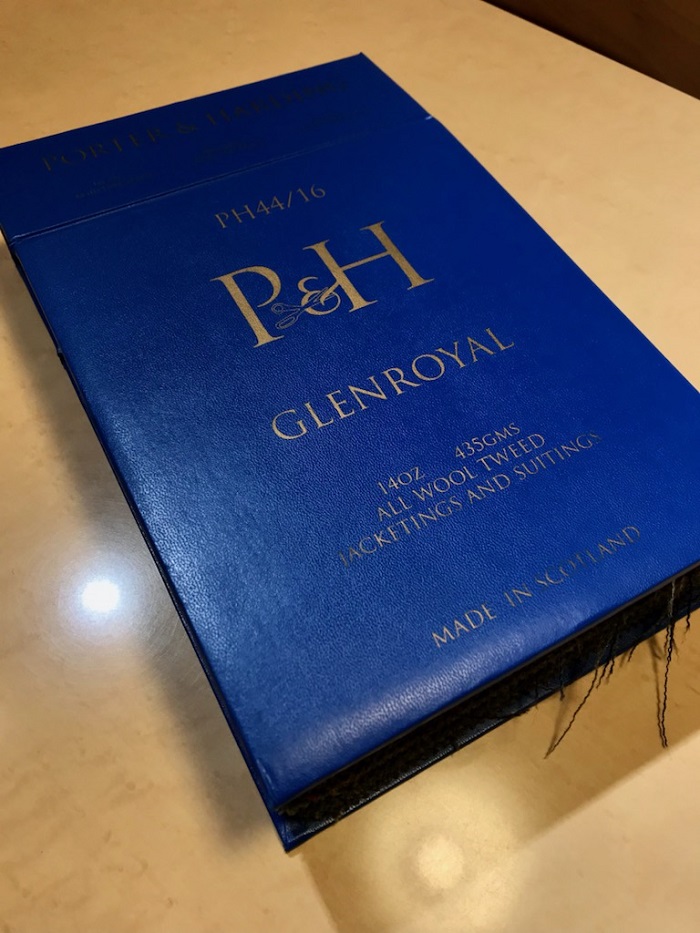 PORTER & HARDING
PH44/16
P&H
GLENROYAL
14OZ 435GMS
ALL WOOL TWEED
JACKETINGS AND SUITINGS
MADE IN SCOTLAND